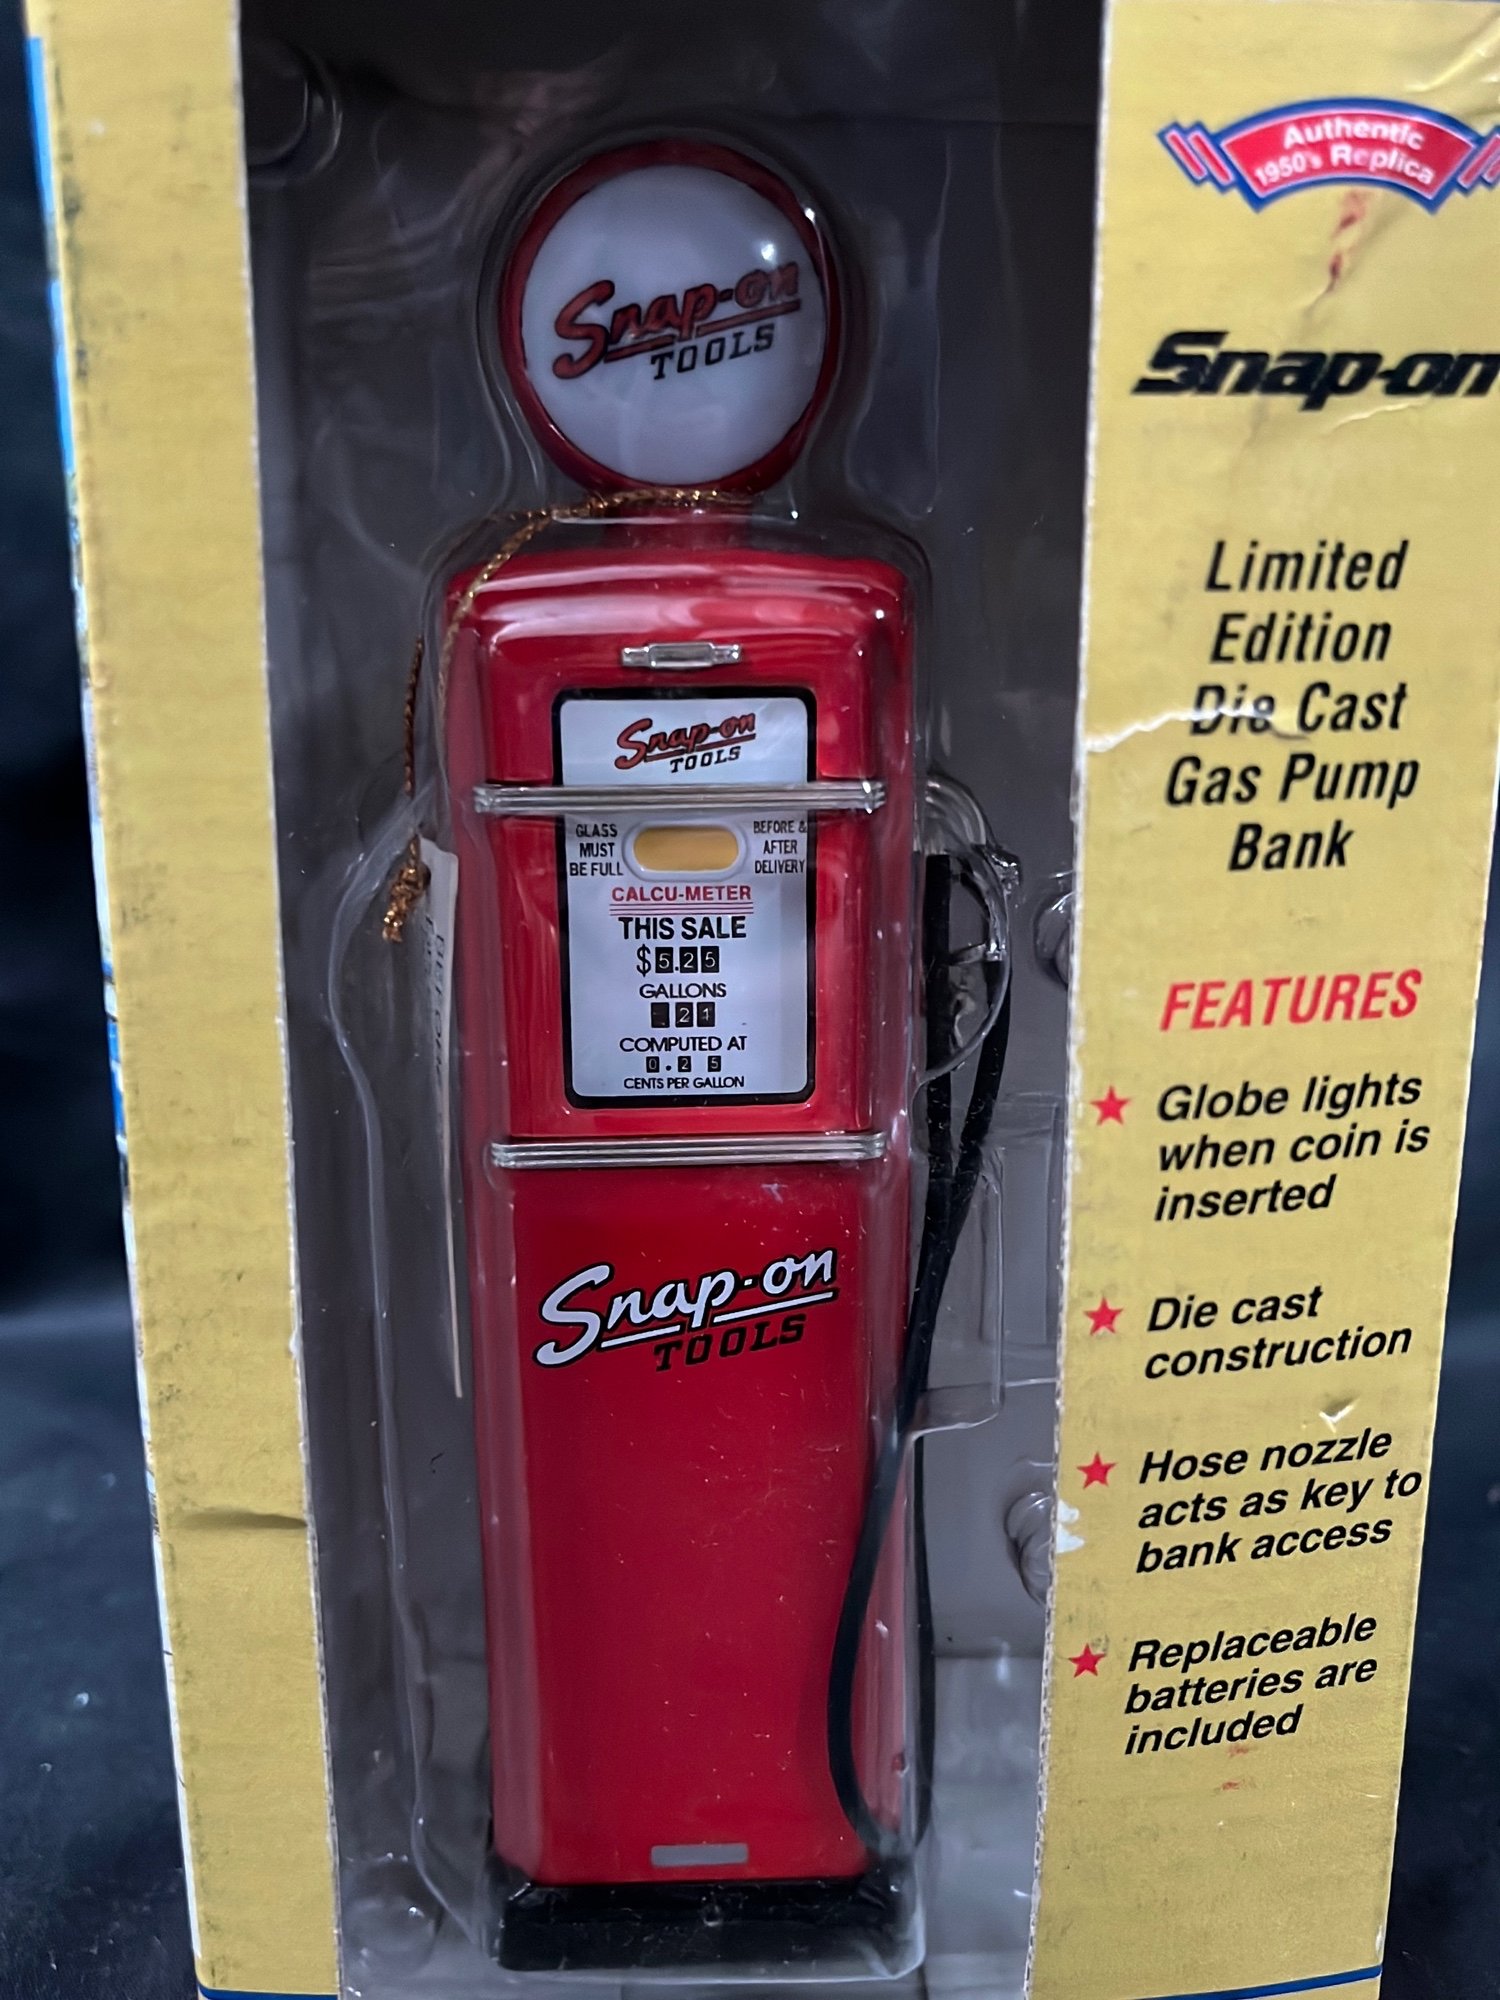 Authentic
1950's Replica
Snap-on
Limited
Edition
Die Cast
Gas Pump
Bank
FEATURES
Globe lights
when coin is
inserted
Die cast
construction
Hose nozzle
acts as key to
bank access
Replaceable
batteries are
included
Snap-on
TOOLS
Snap-on
TOOLS
GLASS
MUST
BE FULL
BEFORE &
AFTER
DELIVERY
CALCU-METER
THIS SALE
$5.25
GALLONS
21
COMPUTED AT
0.25
CENTS PER GALLON
Snap-on
TOOLS